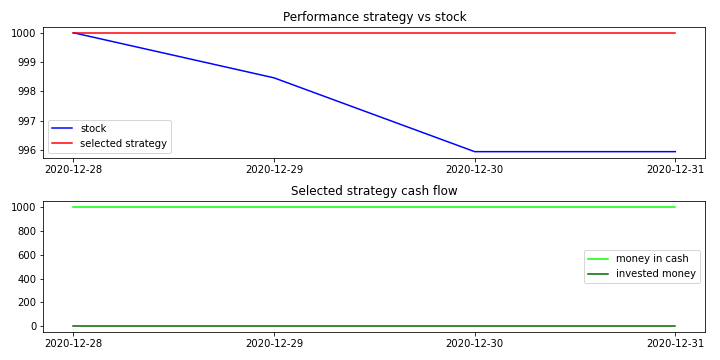 Performance strategy vs stock
1000
999
998
997
996
stock
selected strategy
2020-12-28 2020-12-29 2020-12-30 2020-12-31
Selected strategy cash flow
1000
800
600
400
200
0
money in cash
invested money
2020-12-28 2020-12-29 2020-12-30 2020-12-31